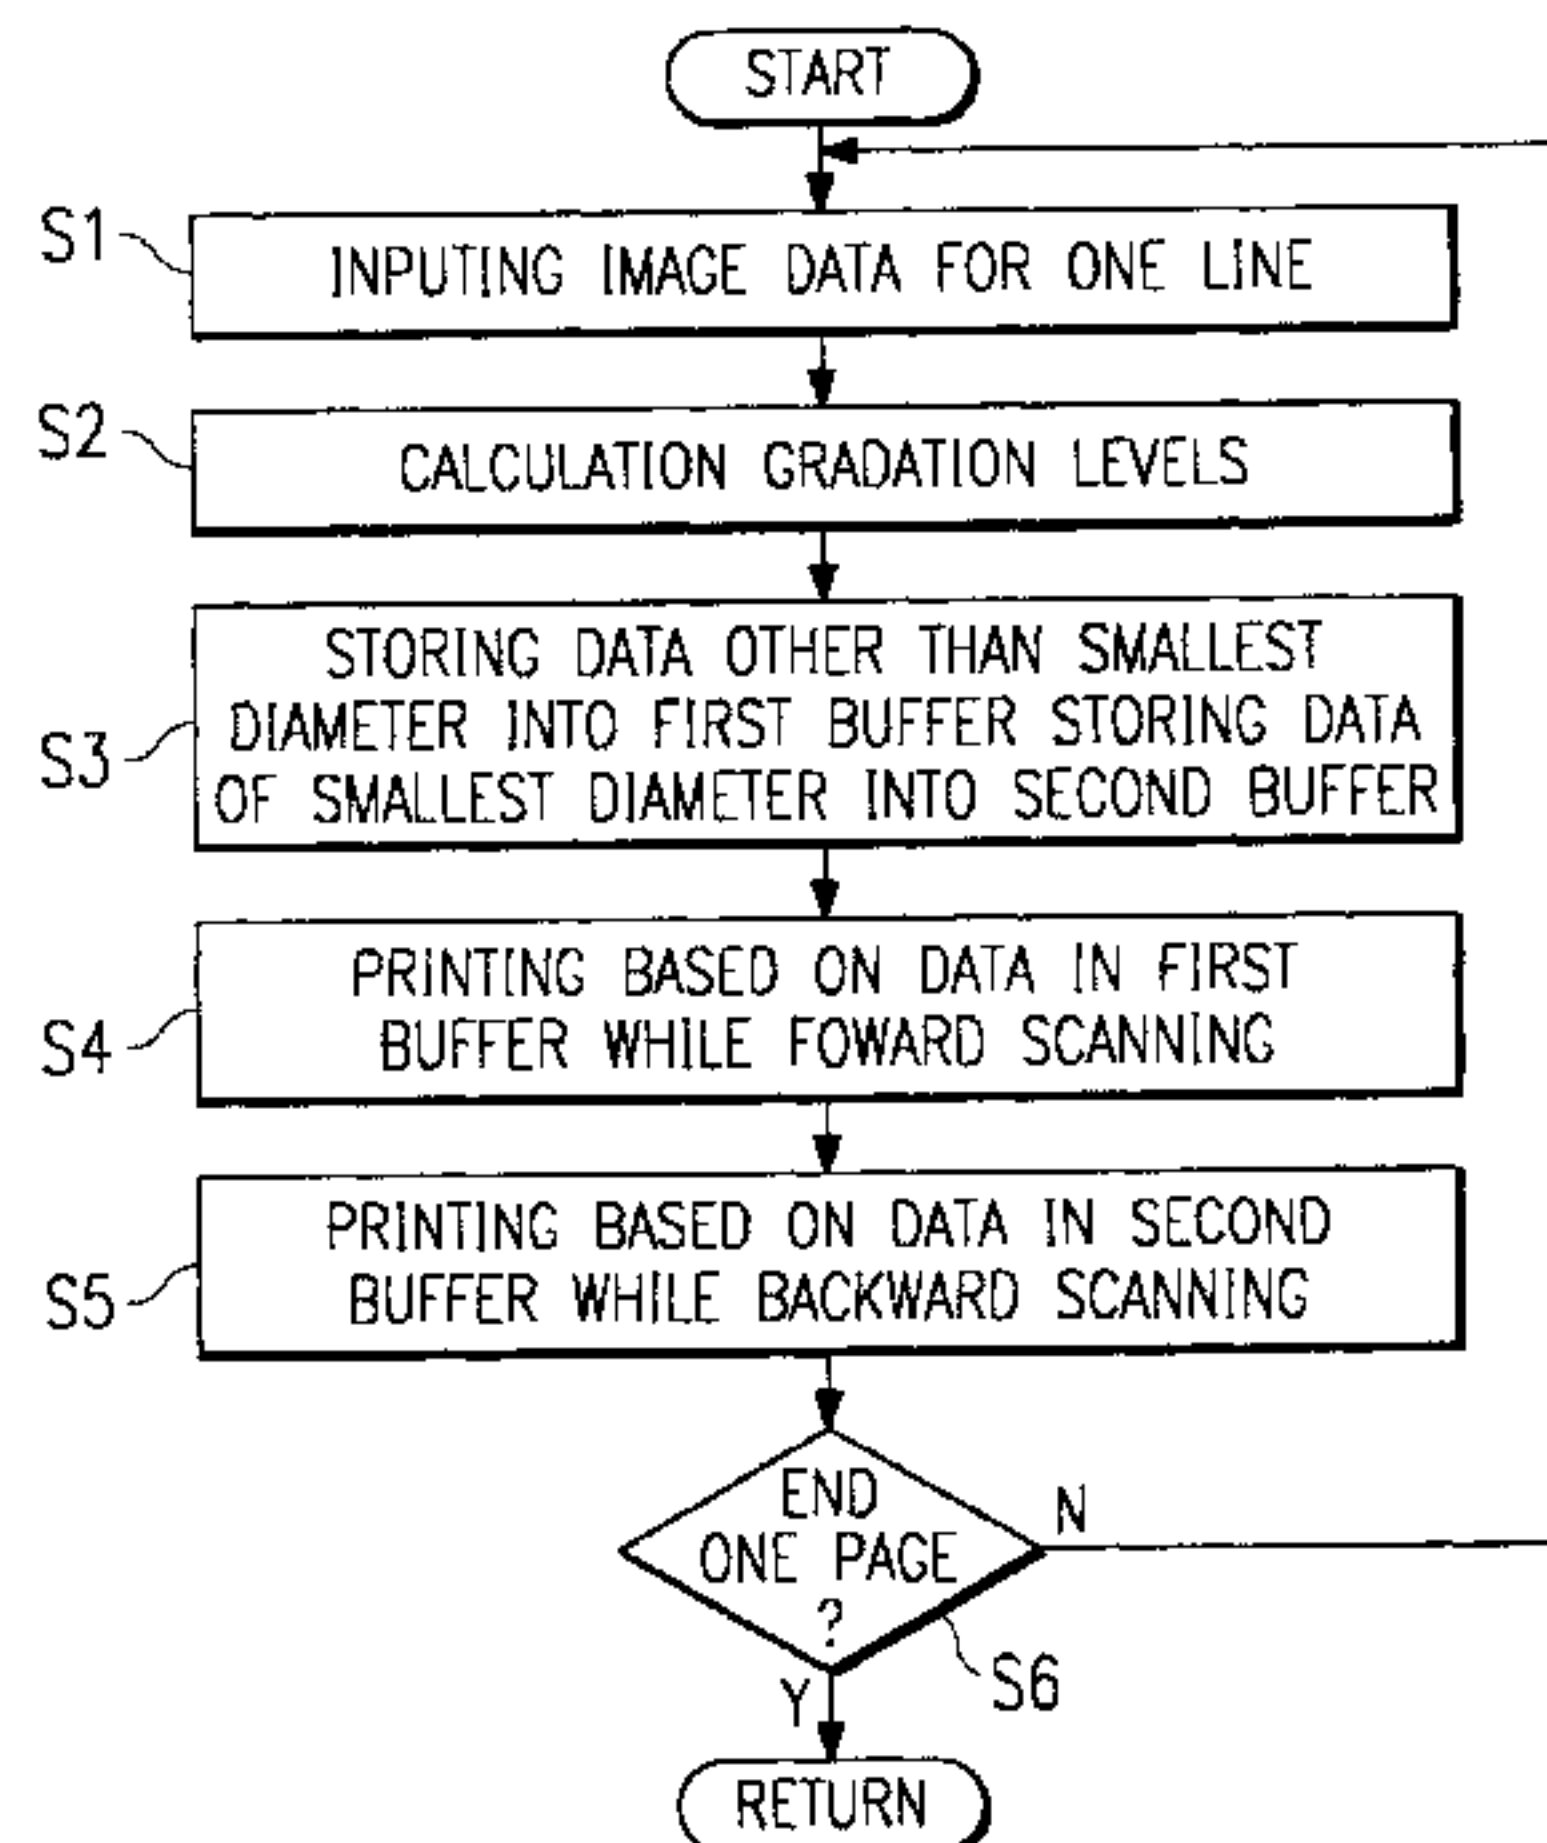 START
S1
INPUTING IMAGE DATA FOR ONE LINE
S2
CALCULATION GRADATION LEVELS
STORING DATA OTHER THAN SMALLEST
DIAMETER INTO FIRST BUFFER STORING DATA
OF SMALLEST DIAMETER INTO SECOND BUFFER
S3
PRINTING BASED ON DATA IN FIRST
BUFFER WHILE FOWARD SCANNING
S4
PRINTING BASED ON DATA IN SECOND
BUFFER WHILE BACKWARD SCANNING
S5
END
ONE PAGE
?
N
S6
Y
RETURN